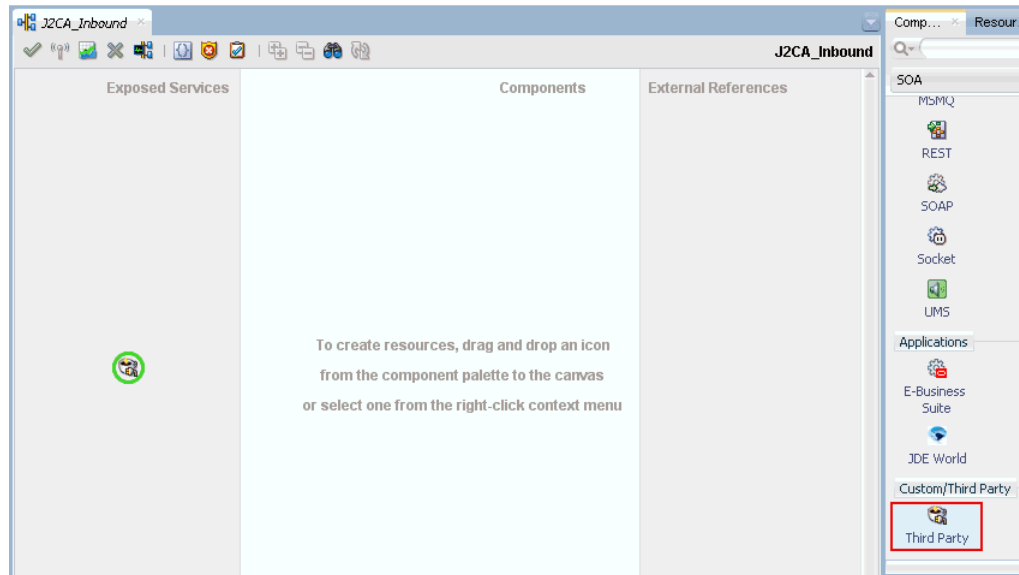 J2CA_Inbound
Comp...
Resour
J2CA_Inbound
SOA
Exposed Services
Components
External References
MSMQ
REST
SOAP
Socket
UMS
To create resources, drag and drop an icon
from the component palette to the canvas
or select one from the right-click context menu
Applications
E-Business
Suite
JDE World
Custom/Third Party
Third Party